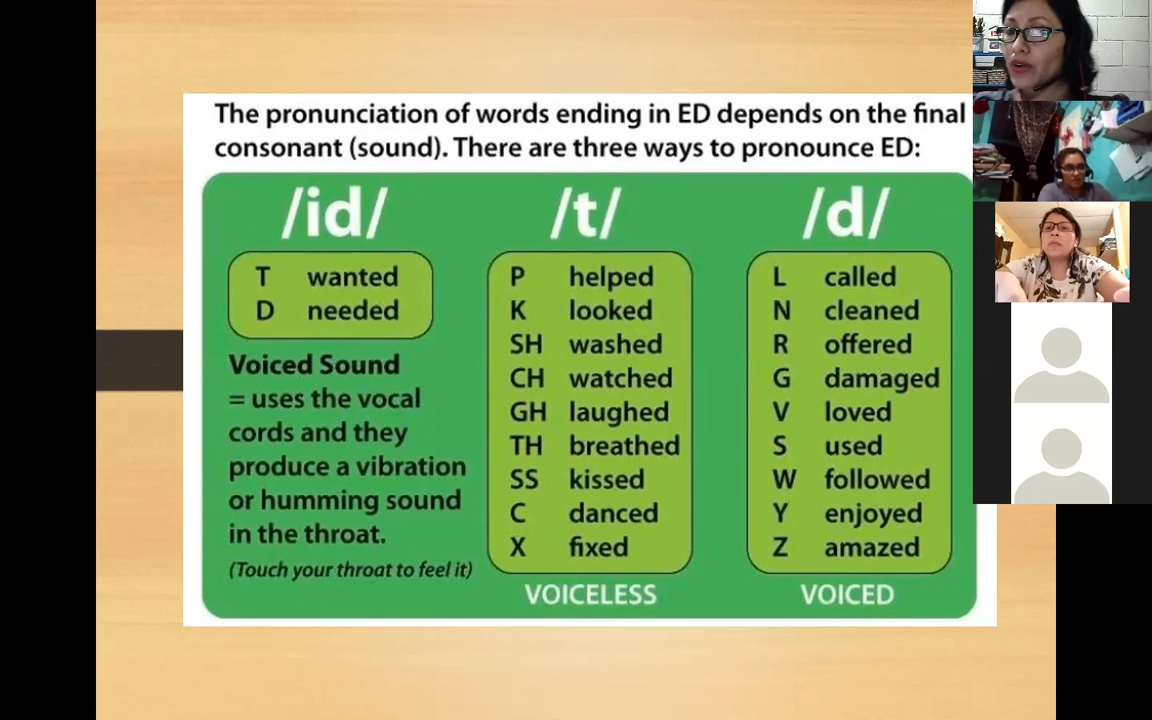 The pronunciation of words ending in ED depends on the final
consonant (sound). There are three ways to pronounce ED:
/id/
T wanted
D needed
Voiced Sound
= uses the vocal
cords and they
produce a vibration
or humming sound
in the throat.
(Touch your throat to feel it)
/t/
P helped
K looked
SH washed
CH watched
GH laughed
TH breathed
SS kissed
C danced
X fixed
VOICELESS
/d/
L called
N cleaned
R offered
G damaged
V loved
S used
W followed
Y enjoyed
Z amazed
VOICED